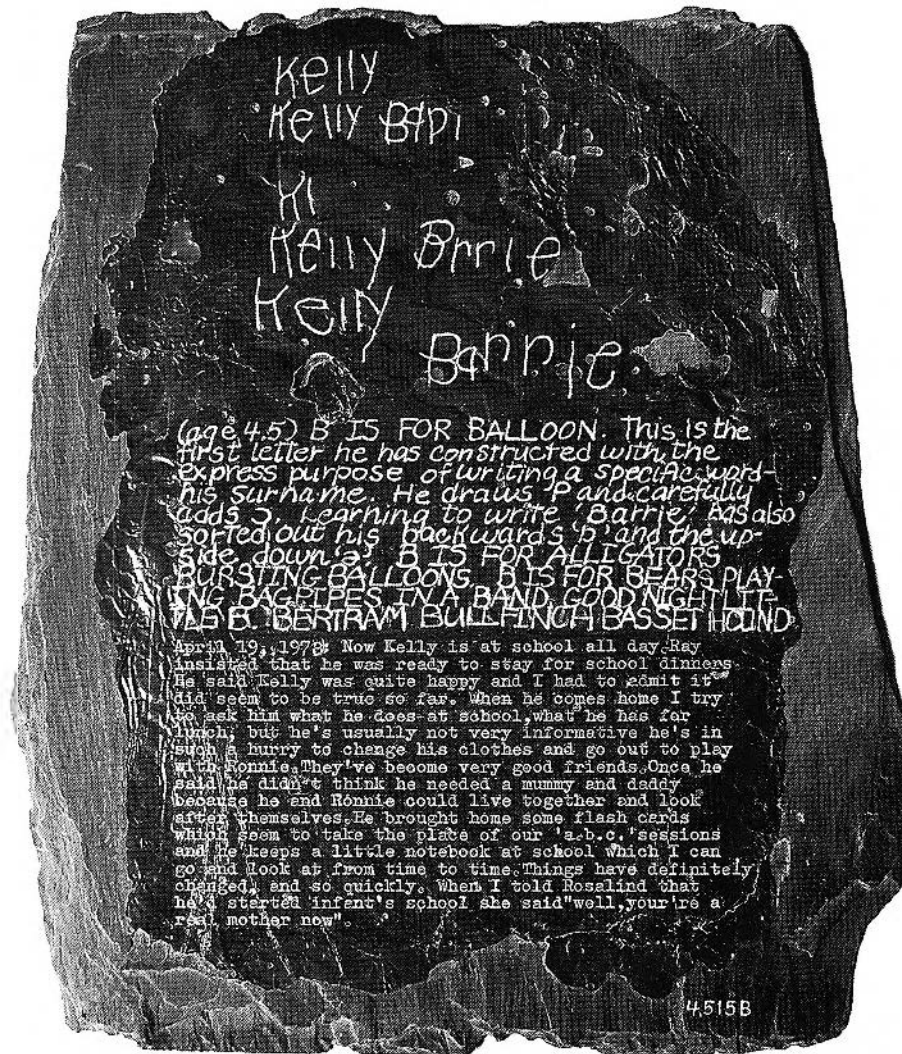 Kelly
Kelly Bapi
KI
Kelly Brrie
Kelly
Barrie
(age 4.5) B IS FOR BALLOON. This is the
first letter he has constructed with the
express purpose of writing a specific word-
his surname. He draws P and carefully
adds Ɔ. Learning to write 'Barrie' has also
sorted out his backwards 'p' and the up-
side down 'a'. B IS FOR ALLIGATORS
BURSTING BALLOONS. B IS FOR BEARS PLAY-
ING BAGPIPES IN A BAND. GOOD NIGHT LIT-
TLE B. BERTRAM BULLFINCH BASSET HOUND.
April 19, 1978: Now Kelly is at school all day. Ray
insisted that he was ready to stay for school dinners
He said Kelly was quite happy and I had to admit it
did seem to be true so far. When he comes home I try
to ask him what he does at school,what he has for
lunch, but he's usually not very informative he's in
such a hurry to change his clothes and go out to play
with Ronnie.They've become very good friends.Once he
said he didn't think he needed a mummy and daddy
because he and Ronnie could live together and look
after themselves.He brought home some flash cards
which seem to take the place of our 'a.b.c.'sessions
and he keeps a little notebook at school which I can
go and look at from time to time.Things have definitely
changed, and so quickly. When I told Rosalind that
he'd started infant's school she said"well,your're a
real mother now".
4.515B